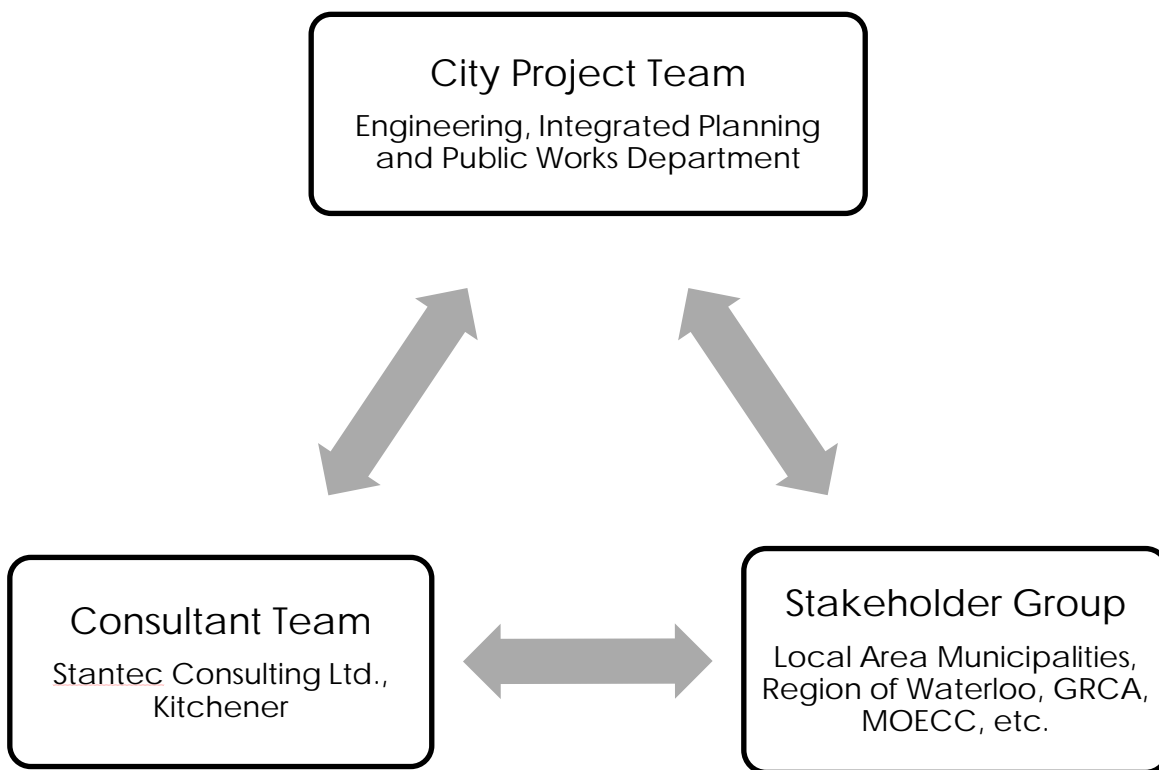 City Project Team
Engineering, Integrated Planning
and Public Works Department
Consultant Team
Stantec Consulting Ltd.,
Kitchener
Stakeholder Group
Local Area Municipalities,
Region of Waterloo, GRCA,
MOECC, etc.